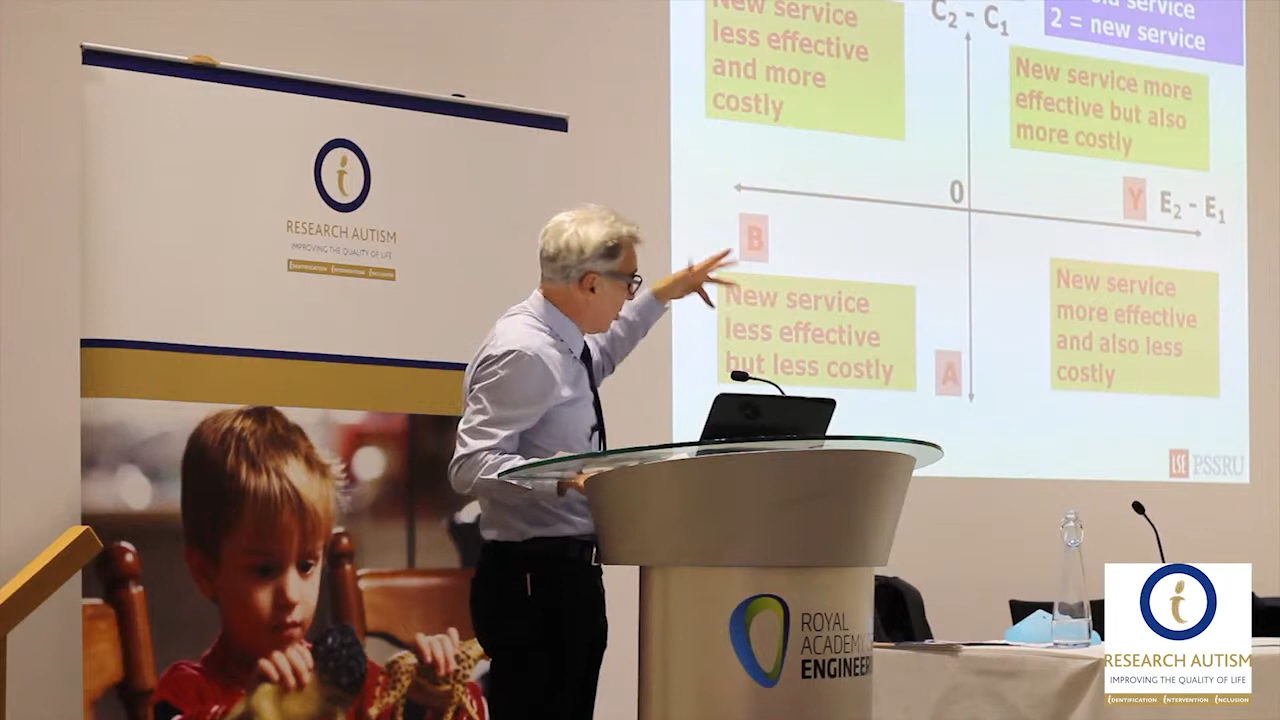 RESEARCH AUTISM
IMPROVING THE QUALITY OF LIFE
IDENTIFICATION INTERVENTION INCLUSION
C₂ - C₁
service
2 = new service
New service
less effective
and more
costly
New service more
effective but also
more costly
0
Y
E₂ - E₁
B
New service
less effective
but less costly
A
New service
more effective
and also less
costly
LSE PSSRU
ROYAL
ACADEMY
ENGINEER
RESEARCH AUTISM
IMPROVING THE QUALITY OF LIFE
IDENTIFICATION INTERVENTION INCLUSION